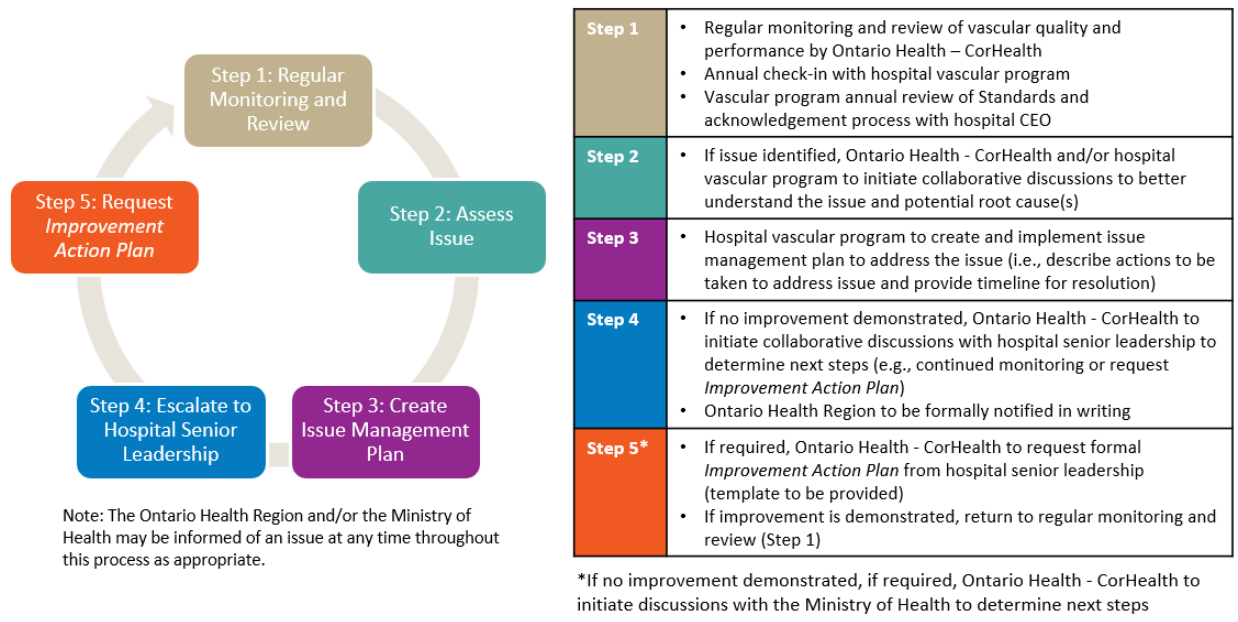 Step 1: Regular
Monitoring and
Review
Step 2: Assess
Issue
Step 3: Create
Issue Management
Plan
Step 4: Escalate to
Hospital Senior
Leadership
Step 5: Request
Improvement
Action Plan
Note: The Ontario Health Region and/or the Ministry of
Health may be informed of an issue at any time throughout
this process as appropriate.
Step 1
• Regular monitoring and review of vascular quality and
performance by Ontario Health – CorHealth
• Annual check-in with hospital vascular program
• Vascular program annual review of Standards and
acknowledgement process with hospital CEO
Step 2
• If issue identified, Ontario Health - CorHealth and/or hospital
vascular program to initiate collaborative discussions to better
understand the issue and potential root cause(s)
Step 3
• Hospital vascular program to create and implement issue
management plan to address the issue (i.e., describe actions to be
taken to address issue and provide timeline for resolution)
Step 4
• If no improvement demonstrated, Ontario Health - CorHealth to
initiate collaborative discussions with hospital senior leadership to
determine next steps (e.g., continued monitoring or request
Improvement Action Plan)
• Ontario Health Region to be formally notified in writing
Step 5*
• If required, Ontario Health - CorHealth to request formal
Improvement Action Plan from hospital senior leadership
(template to be provided)
• If improvement is demonstrated, return to regular monitoring and
review (Step 1)
*If no improvement demonstrated, if required, Ontario Health - CorHealth to
initiate discussions with the Ministry of Health to determine next steps